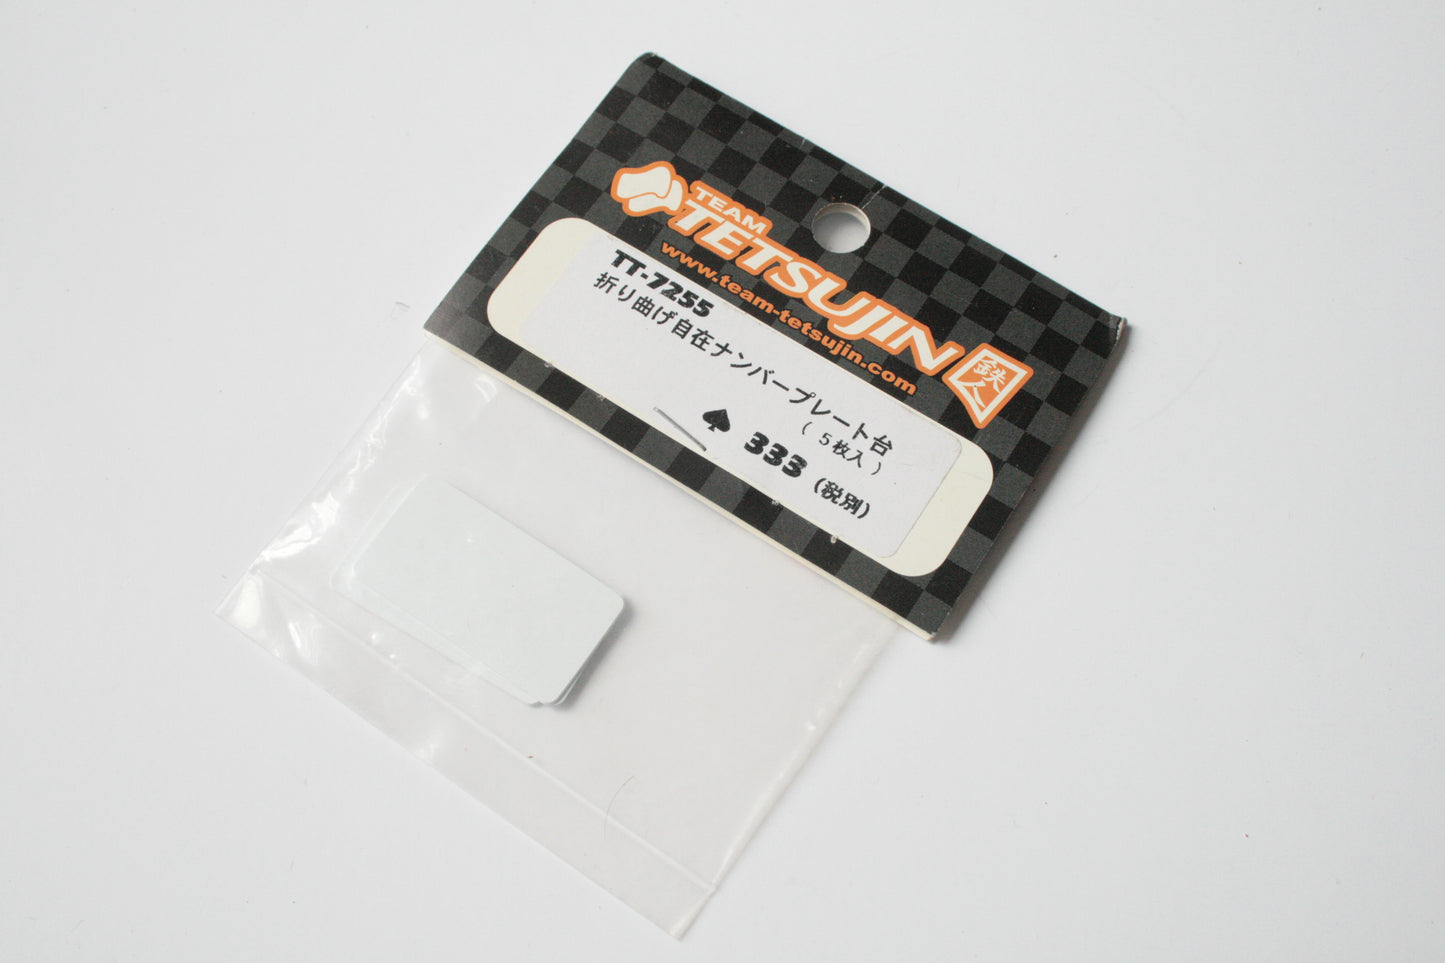 TEAM
TETSUJIN
鉄人
www.team-tetsujin.com
TT-7255
折り曲げ自在ナンバープレート台
（５枚入）
♠ 333 (税別)